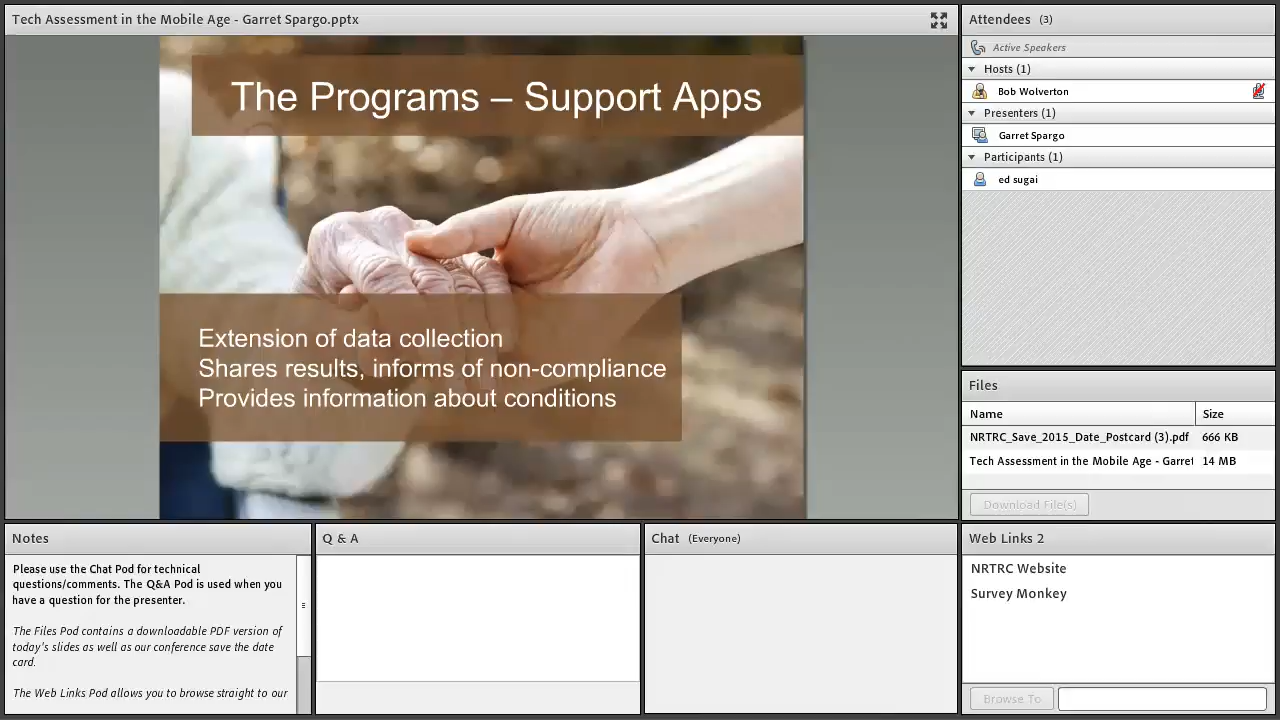 Tech Assessment in the Mobile Age - Garret Spargo.pptx
The Programs – Support Apps
Extension of data collection
Shares results, informs of non-compliance
Provides information about conditions
Attendees (3)
Active Speakers
Hosts (1)
Bob Wolverton
Presenters (1)
Garret Spargo
Participants (1)
ed sugai
Files
Name Size
NRTRC_Save_2015_Date_Postcard (3).pdf 666 KB
Tech Assessment in the Mobile Age - Garret 14 MB
Download File(s)
Notes
Please use the Chat Pod for technical
questions/comments. The Q&A Pod is used when you
have a question for the presenter.
The Files Pod contains a downloadable PDF version of
today's slides as well as our conference save the date
card.
The Web Links Pod allows you to browse straight to our
Q & A
Chat (Everyone)
Web Links 2
NRTRC Website
Survey Monkey
Browse To